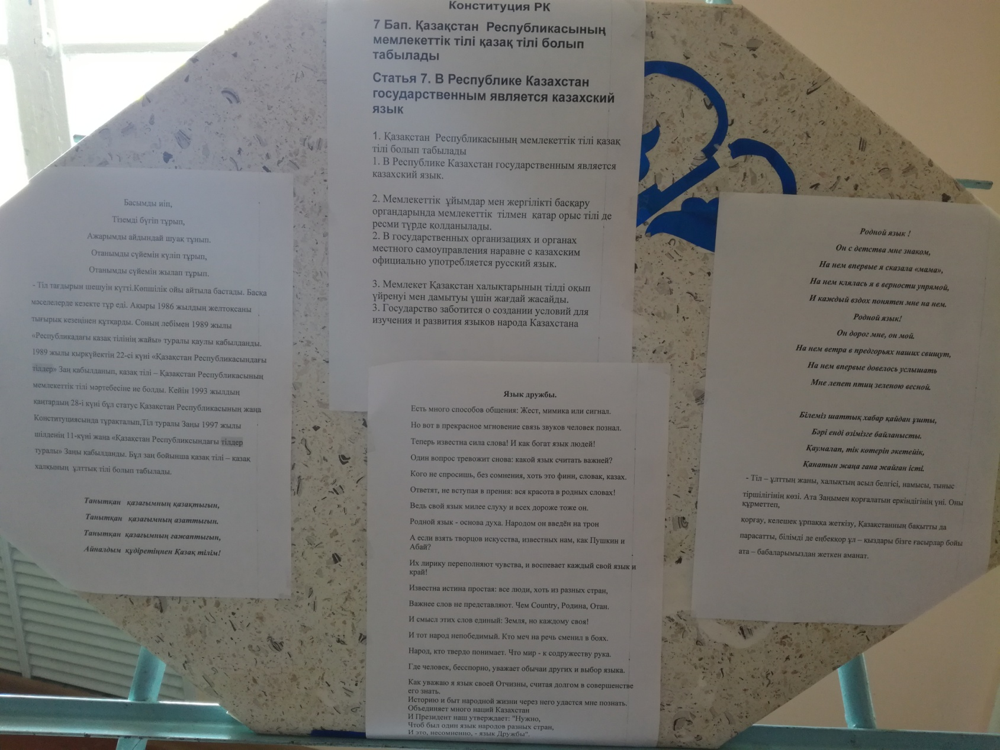 Конституция РК
7 Бап. Қазақстан Республикасының
мемлекеттік тілі қазақ тілі болып
табылады
Статья 7. В Республике Казахстан
государственным является казахский
язык
1. Қазақстан Республикасының мемлекеттік тілі қазақ
тілі болып табылады
1. В Республике Казахстан государственным является
казахский язык.
2. Мемлекеттік ұйымдар мен жергілікті басқару
органдарында мемлекеттік тілмен қатар орыс тілі де
ресми түрде қолданылады.
2. В государственных организациях и органах
местного самоуправления наравне с казахским
официально употребляется русский язык.
3. Мемлекет Қазақстан халықтарының тілді оқып
үйренуі мен дамытуы үшін жағдай жасайды.
3. Государство заботится о создании условий для
изучения и развития языков народа Казахстана
Басымды иіп,
Тіземді бүгіп тұрып,
Ажарымды айдындай шуақ тұнып.
Отанымды сүйемін күліп тұрып,
Отанымды сүйемін жылап тұрып.
- Тіл тағдырын шешуін күтті.Көпшілік ойы айтыла бастады. Басқа
мәселелерде кезекте тұр еді. Ақыры 1986 жылдың желтоқсаны
тығырық кезеңінен құтқарды. Соның лебімен 1989 жылы
«Республикадағы қазақ тілінің жайы» туралы қаулы қабылданды.
1989 жылы қыркүйектің 22-сі күні «Қазақстан Республикасындағы
тілдер» Заң қабылданып, қазақ тілі – Қазақстан Республикасының
мемлекеттік тілі мәртебесіне ие болды. Кейін 1993 жылдың
қаңтардың 28-і күні бұл статус Қазақстан Республикасының жаңа
Конституциясында тұрақталып,Тіл туралы Заңы 1997 жылы
шілденің 11-күні жаңа «Қазақстан Республиксындағы тілдер
туралы» Заңы қабылданды. Бұл заң бойынша қазақ тілі – қазақ
халқының ұлттық тілі болып табылады.
Танытқан қазағымның қазақтығын,
Танытқан қазағымның азаттығын.
Танытқан қазағымның ғажаптығын,
Айналдым құдіретіңнен Қазақ тілім!
Язык дружбы.
Есть много способов общения: Жест, мимика или сигнал.
Но вот в прекрасное мгновение связь звуков человек познал.
Теперь известна сила слова! И как богат язык людей!
Один вопрос тревожит снова: какой язык считать важней?
Кого не спросишь, без сомнения, хоть это финн, словак, казах.
Ответят, не вступая в прения: вся красота в родных словах!
Ведь свой язык милее слуху и всех дороже тоже он.
Родной язык - основа духа. Народом он введён на трон
А если взять творцов искусства, известных нам, как Пушкин и
Абай?
Их лирику переполняют чувства, и воспевает каждый свой язык и
край!
Известна истина простая: все люди, хоть из разных стран,
Важнее слов не представляют. Чем Country, Родина, Отан.
И смысл этих слов единый: Земля, но каждому своя!
И тот народ непобедимый. Кто меч на речь сменил в боях.
Народ, кто твердо понимает. Что мир - к содружеству рука.
Где человек, бесспорно, уважает обычаи других и выбор языка.
Как уважаю я язык своей Отчизны, считая долгом в совершенстве
его знать.
Историю и быт народной жизни через него удастся мне познать.
Объединяет много наций Казахстан
И Президент наш утверждает: "Нужно,
Чтоб был один язык народов разных стран,
И это, несомненно, - язык Дружбы".
Родной язык !
Он с детства мне знаком,
На нем впервые я сказала «мама»,
На нем клялась я в верности упрямой,
И каждый вздох понятен мне на нем.
Родной язык!
Он дорог мне, он мой.
На нем ветра в предгорьях наших свищут,
На нем впервые довелось услышать
Мне лепет птиц зеленою весной.
Білеміз шаттық хабар қайдан ұшты,
Бәрі енді өзімізге байланысты.
Қаумалап, тік көтеріп әкетейік,
Қанатын жаңа ғана жайған істі.
- Тіл – ұлттың жаны, халықтың асыл белгісі, намысы, тыныс
тіршілігінің көзі. Ата Заңымен қорғалатын еркіндігінің үні. Оны
құрметтеп,
қорғау, келешек ұрпаққа жеткізу, Қазақстанның бақытты да
парасатты, білімді де еңбекқор ұл – қыздары бізге ғасырлар бойы
ата – бабаларымыздан жеткен аманат.